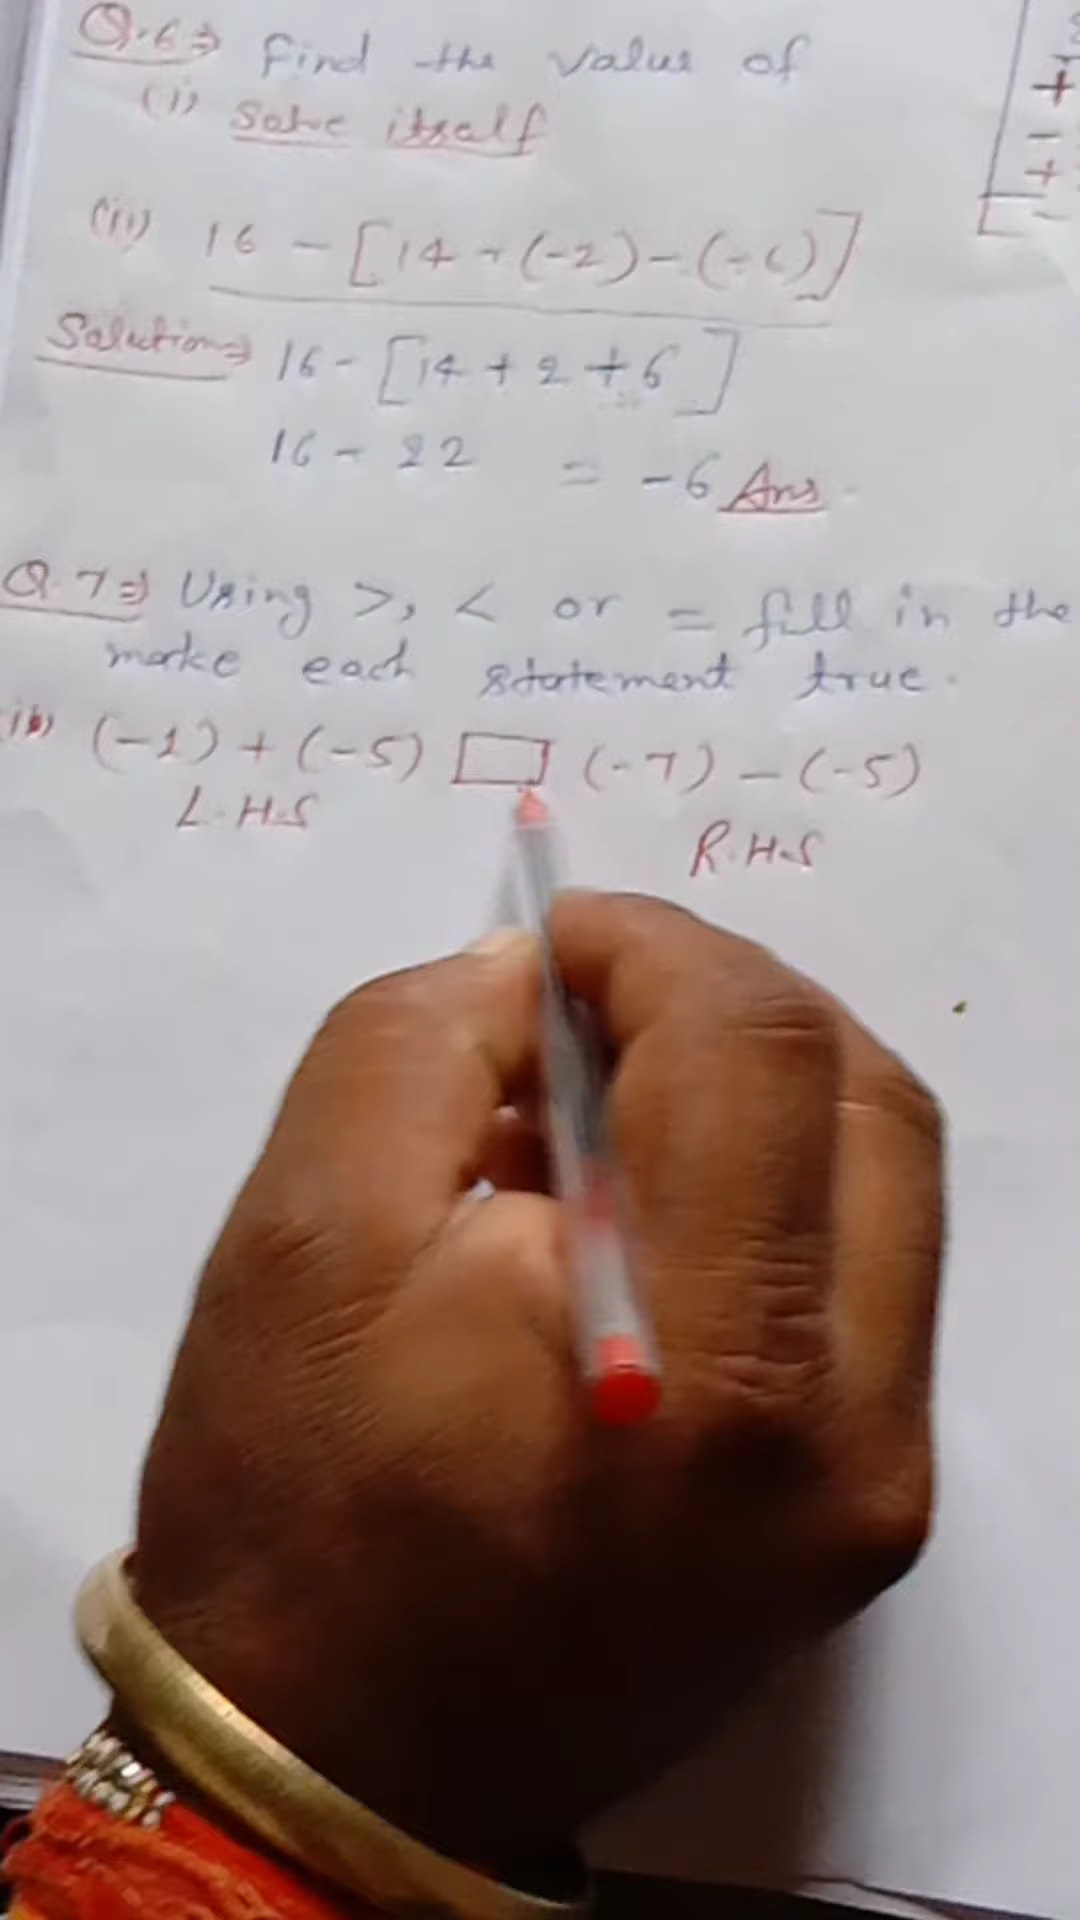 Q.6⇒ Find the value of
(i) Solve itself
(ii) 16 - [14 - (-2) - (-6)]
Solution⇒ 16 - [14 + 2 + 6]
16 - 22 = -6 Ans.
Q.7⇒ Using >, < or = fill in the
make each statement true.
(-1) + (-5) □ (-7) - (-5)
L.H.S
R.H.S
+
-
+
-